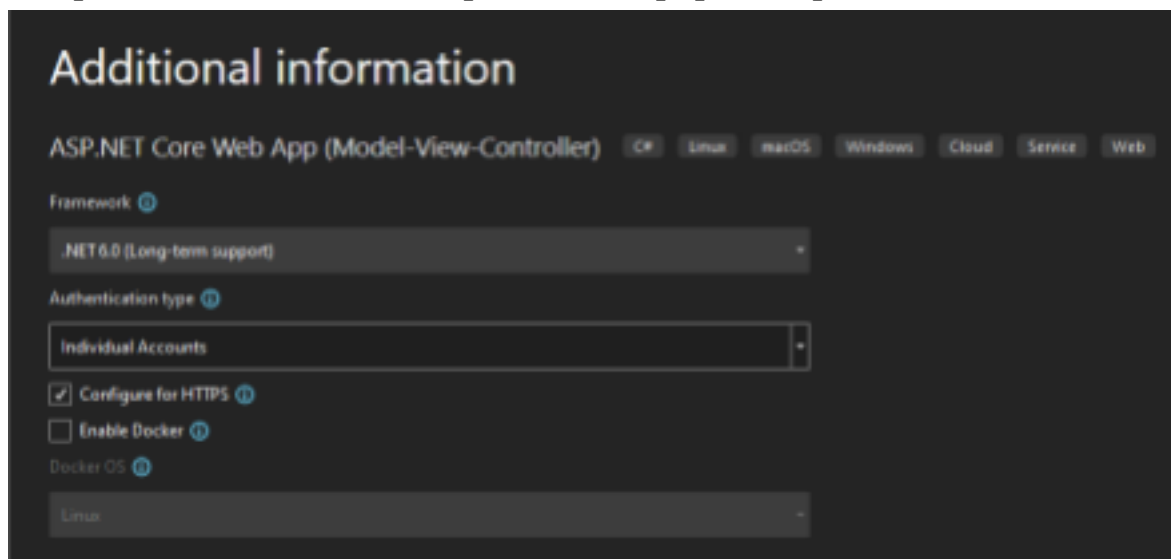 Additional information
ASP.NET Core Web App (Model-View-Controller) C# Linux macOS Windows Cloud Service Web
Framework
.NET 6.0 (Long-term support)
Authentication type
Individual Accounts
Configure for HTTPS
Enable Docker
Docker OS
Linux